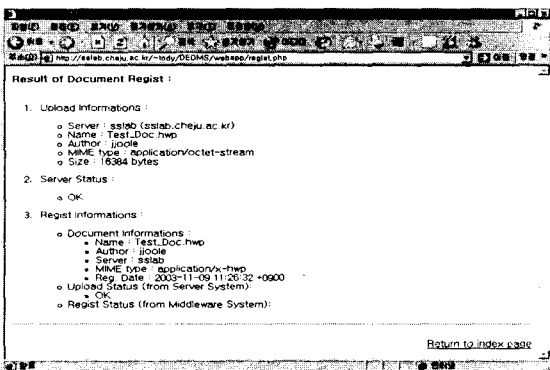 http://sslab.cheju.ac.kr/~tody/DEDMS/webapp/regist.php
Result of Document Regist :
1. Upload Informations :
Server : sslab (sslab.cheju.ac.kr)
Name : Test_Doc.hwp
Author : jjoole
MIME type : application/octet-stream
Size : 16384 bytes
2. Server Status :
OK
3. Regist Informations :
Document Informations :
Name : Test_Doc.hwp
Author : jjoole
Server : sslab
MIME type : application/x-hwp
Reg. Date : 2003-11-09 11:26:32 +0900
Upload Status (from Server System):
OK
Regist Status (from Middleware System):
Return to index page